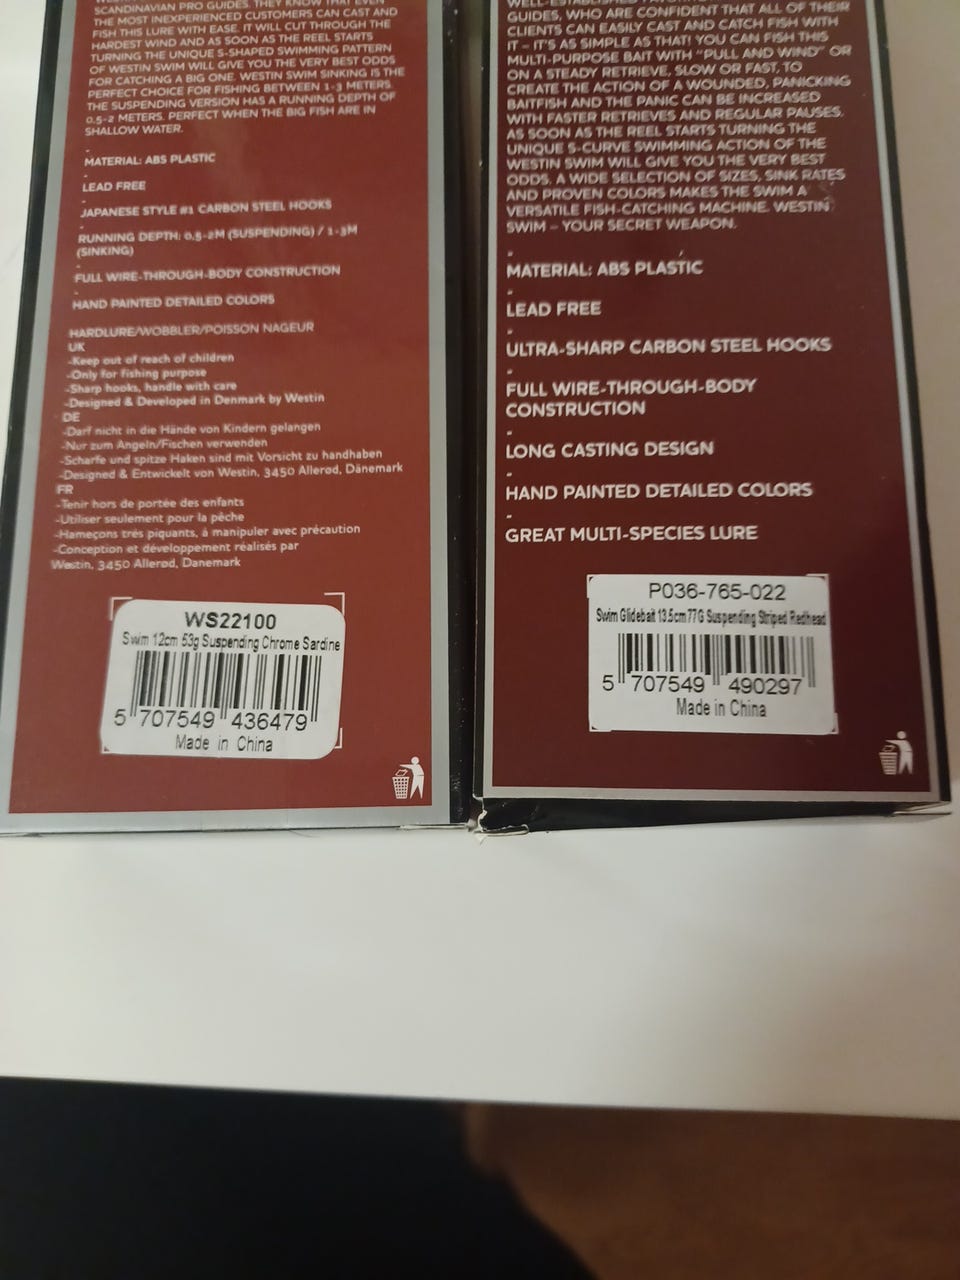 SCANDINAVIAN PRO GUIDES. THEY KNOW THAT EVEN
THE MOST INEXPERIENCED CUSTOMERS CAN CAST AND
FISH THIS LURE WITH EASE. IT WILL CUT THROUGH THE
HARDEST WIND AND AS SOON AS THE REEL STARTS
TURNING THE UNIQUE S-SHAPED SWIMMING PATTERN
OF WESTIN SWIM WILL GIVE YOU THE VERY BEST ODDS
FOR CATCHING A BIG ONE. WESTIN SWIM SINKING IS THE
PERFECT CHOICE FOR FISHING BETWEEN 1-3 METERS.
THE SUSPENDING VERSION HAS A RUNNING DEPTH OF
0.5-2 METERS. PERFECT WHEN THE BIG FISH ARE IN
SHALLOW WATER.
-
MATERIAL: ABS PLASTIC
-
LEAD FREE
-
JAPANESE STYLE #1 CARBON STEEL HOOKS
-
RUNNING DEPTH: 0,5-2M (SUSPENDING) / 1-3M
(SINKING)
-
FULL WIRE-THROUGH-BODY CONSTRUCTION
-
HAND PAINTED DETAILED COLORS
HARDLURE/WOBBLER/POISSON NAGEUR
UK
-Keep out of reach of children
-Only for fishing purpose
-Sharp hooks, handle with care
-Designed & Developed in Denmark by Westin
DE
-Darf nicht in die Hände von Kindern gelangen
-Nur zum Angeln/Fischen verwenden
-Scharfe und spitze Haken sind mit Vorsicht zu handhaben
-Designed & Entwickelt von Westin, 3450 Allerød, Dänemark
FR
-Tenir hors de portée des enfants
-Utiliser seulement pour la pêche
-Hameçons trés piquants, á manipuler avec précaution
-Conception et développement réalisés par
Westin, 3450 Allerød, Danemark
WS22100
Swim 12cm 53g Suspending Chrome Sardine
5 707549 436479
Made in China
WELL-ESTABLISHED
GUIDES, WHO ARE CONFIDENT THAT ALL OF THEIR
CLIENTS CAN EASILY CAST AND CATCH FISH WITH
IT – IT'S AS SIMPLE AS THAT! YOU CAN FISH THIS
MULTI-PURPOSE BAIT WITH "PULL AND WIND" OR
ON A STEADY RETRIEVE, SLOW OR FAST, TO
CREATE THE ACTION OF A WOUNDED, PANICKING
BAITFISH AND THE PANIC CAN BE INCREASED
WITH FASTER RETRIEVES AND REGULAR PAUSES.
AS SOON AS THE REEL STARTS TURNING THE
UNIQUE S-CURVE SWIMMING ACTION OF THE
WESTIN SWIM WILL GIVE YOU THE VERY BEST
ODDS. A WIDE SELECTION OF SIZES, SINK RATES
AND PROVEN COLORS MAKES THE SWIM A
VERSATILE FISH-CATCHING MACHINE. WESTIN
SWIM – YOUR SECRET WEAPON.
-
MATERIAL: ABS PLASTIC
-
LEAD FREE
-
ULTRA-SHARP CARBON STEEL HOOKS
-
FULL WIRE-THROUGH-BODY
CONSTRUCTION
-
LONG CASTING DESIGN
-
HAND PAINTED DETAILED COLORS
-
GREAT MULTI-SPECIES LURE
P036-765-022
Swim Glidebait 13.5cm 77G Suspending Striped Redhead
5 707549 490297
Made in China